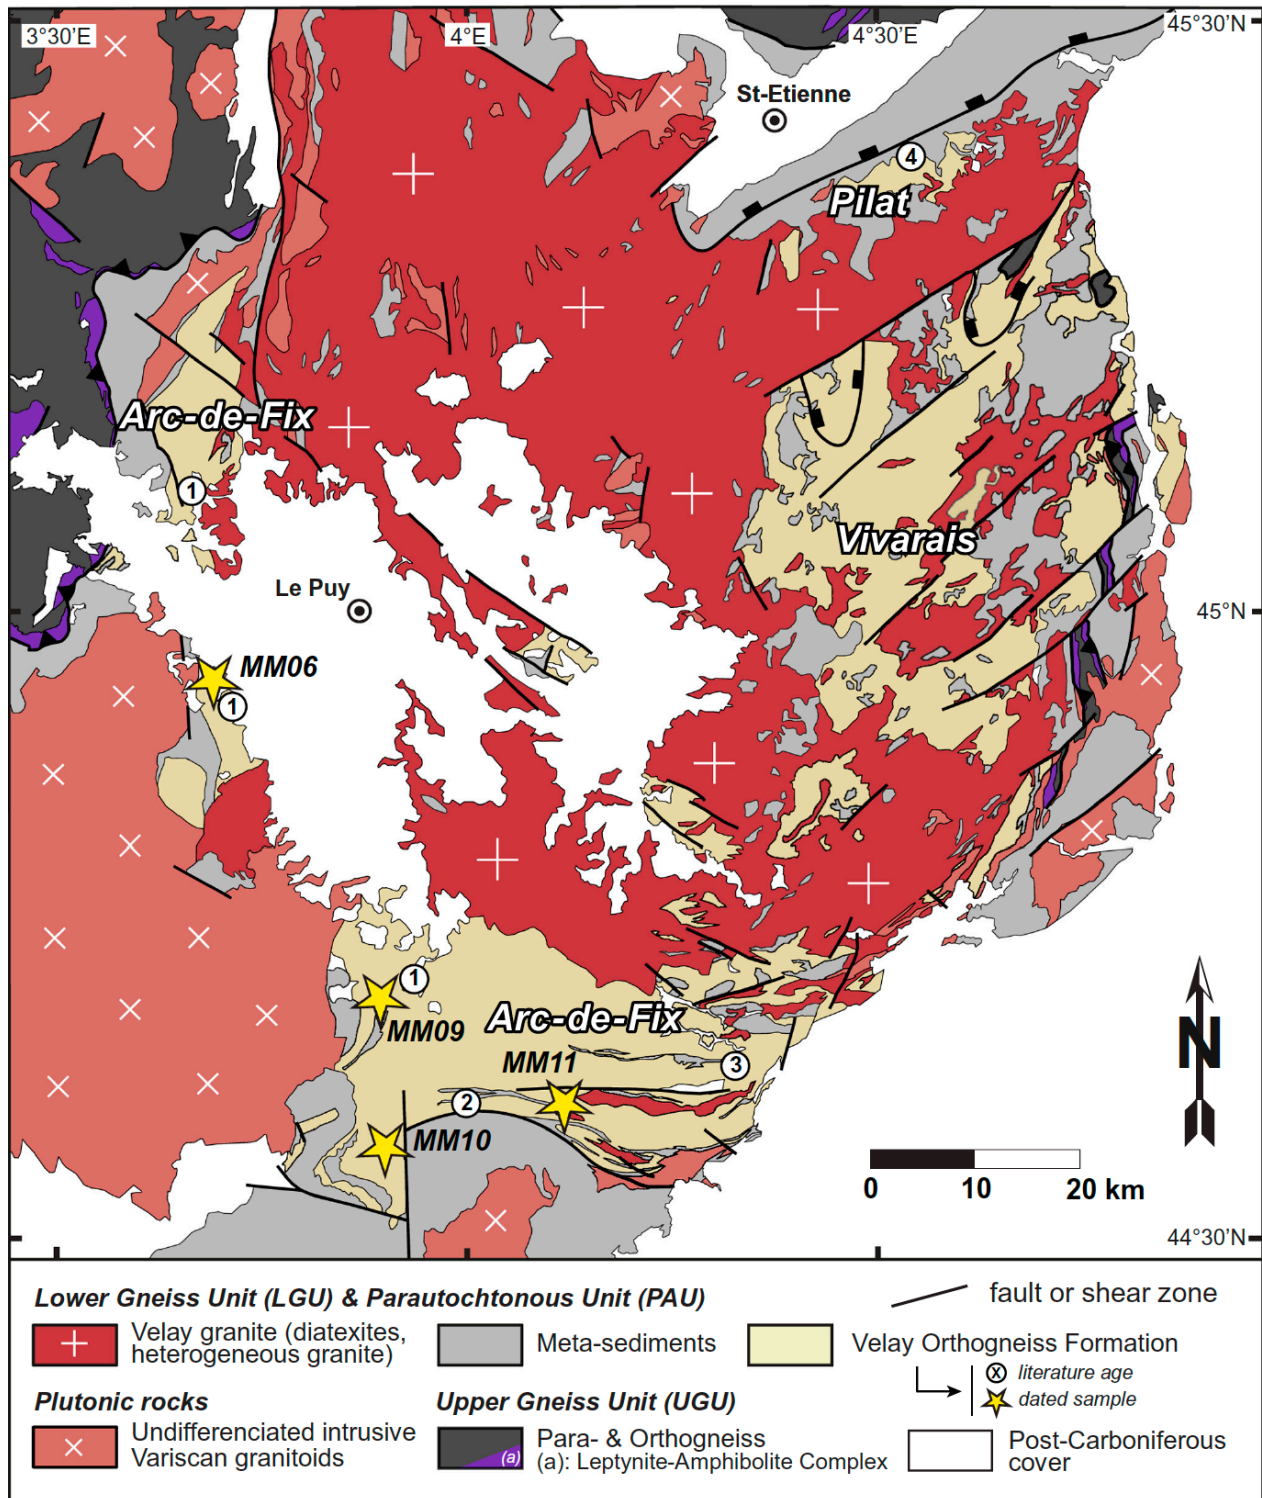 3°30'E
4°E
4°30'E
45°30'N
St-Etienne
4
Pilat
Arc-de-Fix
1
Vivarais
Le Puy
45°N
MM06
1
1
Arc-de-Fix
MM09
MM11
3
2
MM10
N
0 10 20 km
44°30'N
Lower Gneiss Unit (LGU) & Parautochtonous Unit (PAU)
fault or shear zone
Velay granite (diatexites,
heterogeneous granite)
Meta-sediments
Velay Orthogneiss Formation
x literature age
dated sample
Plutonic rocks
Undifferenciated intrusive
Variscan granitoids
Upper Gneiss Unit (UGU)
(a)
Para- & Orthogneiss
(a): Leptynite-Amphibolite Complex
Post-Carboniferous
cover